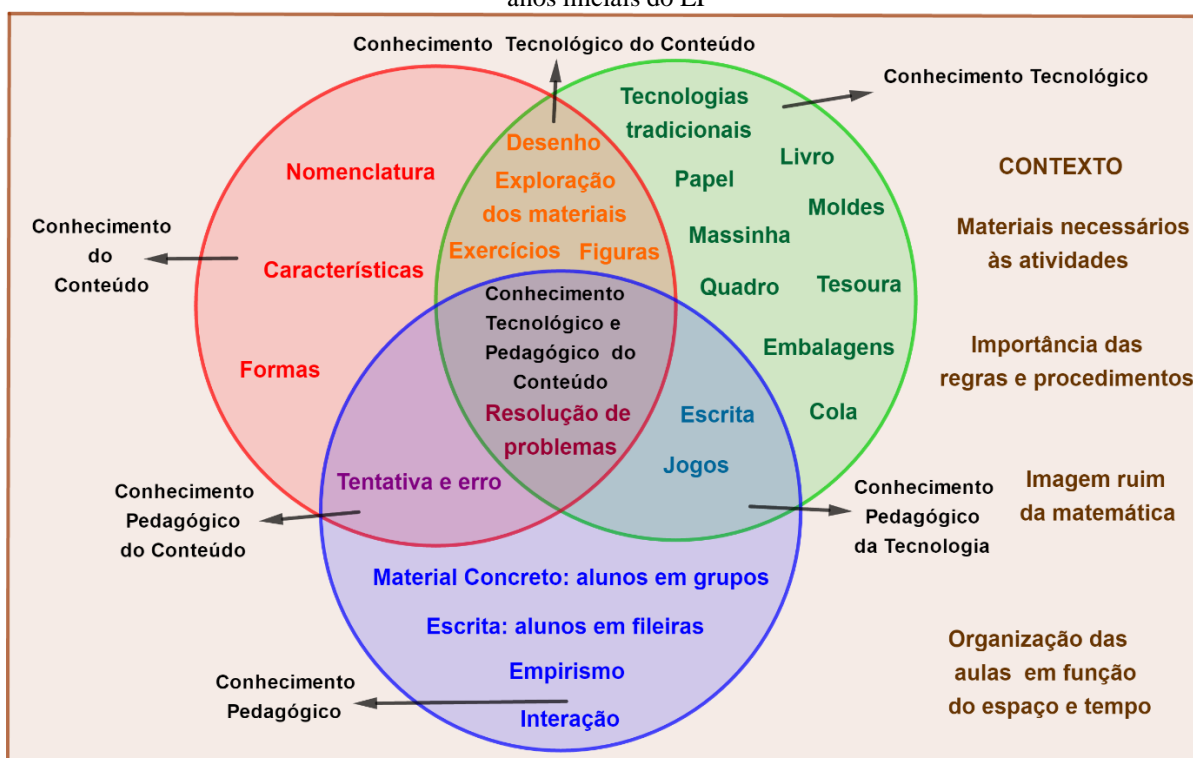 anos iniciais do EF
Conhecimento Tecnológico do Conteúdo
Conhecimento Tecnológico
Tecnologias
tradicionais
Desenho
Livro
Nomenclatura
Exploração
dos materiais
Papel
CONTEXTO
Moldes
Conhecimento
do
Conteúdo
Massinha
Materiais necessários
às atividades
Exercícios Figuras
Características
Quadro
Tesoura
Conhecimento
Tecnológico e
Pedagógico do
Conteúdo
Embalagens
Importância das
regras e procedimentos
Formas
Resolução de
problemas
Escrita
Cola
Jogos
Tentativa e erro
Conhecimento
Pedagógico
do Conteúdo
Conhecimento
Pedagógico
da Tecnologia
Imagem ruim
da matemática
Material Concreto: alunos em grupos
Escrita: alunos em fileiras
Empirismo
Interação
Conhecimento
Pedagógico
Organização das
aulas em função
do espaço e tempo